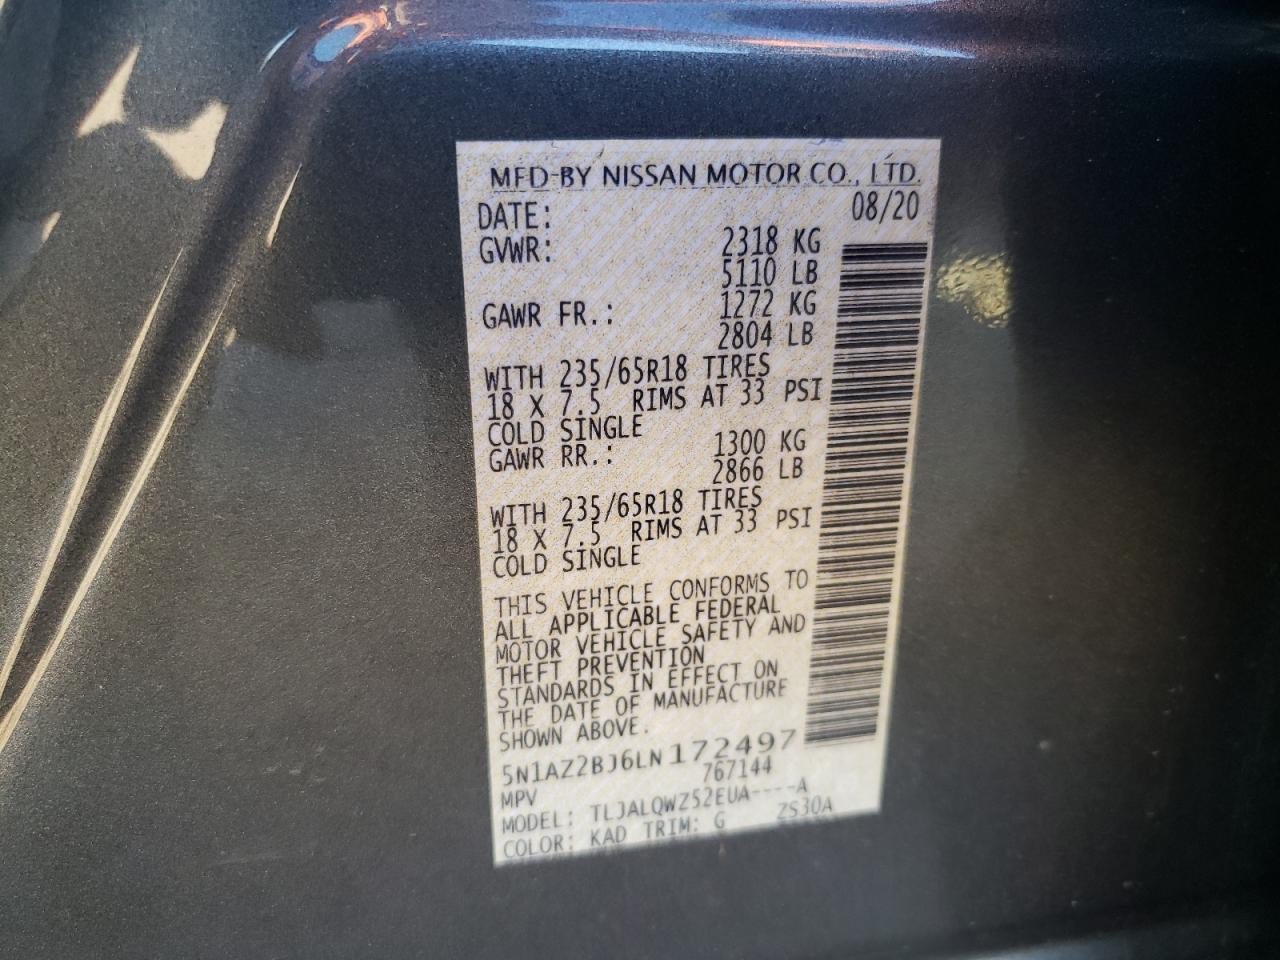 MFD-BY NISSAN MOTOR CO., LTD.
DATE: 08/20
GVWR: 2318 KG
5110 LB
GAWR FR.: 1272 KG
2804 LB
WITH 235/65R18 TIRES
18 X 7.5 RIMS AT 33 PSI
COLD SINGLE
GAWR RR.: 1300 KG
2866 LB
WITH 235/65R18 TIRES
18 X 7.5 RIMS AT 33 PSI
COLD SINGLE
THIS VEHICLE CONFORMS TO
ALL APPLICABLE FEDERAL
MOTOR VEHICLE SAFETY AND
THEFT PREVENTION
STANDARDS IN EFFECT ON
THE DATE OF MANUFACTURE
SHOWN ABOVE.
5N1AZ2BJ6LN172497
MPV 767144
MODEL: TLJALQWZ52EUA----A
COLOR: KAD TRIM: G ZS30A